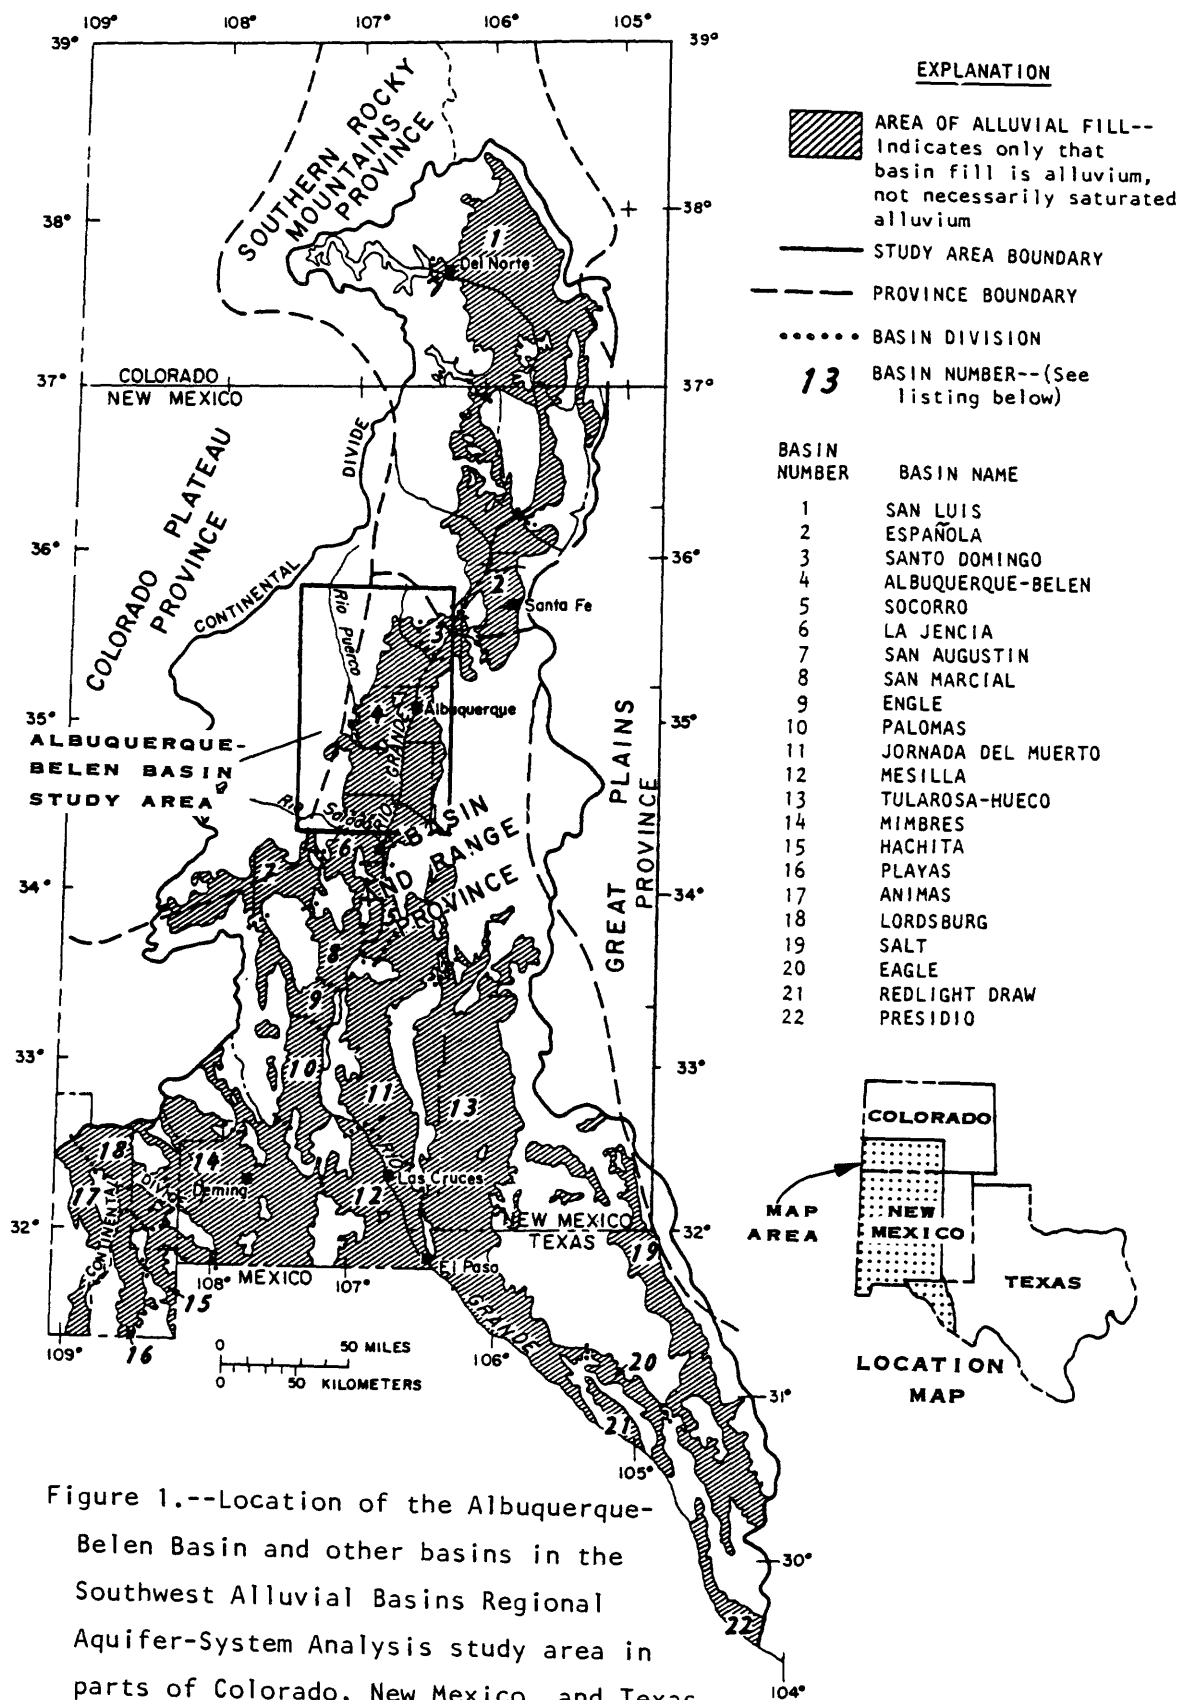 109° 108° 107° 106° 105°
39° 39°
SOUTHERN ROCKY
MOUNTAINS
PROVINCE
38° 38°
1
Del Norte
37° 37°
COLORADO
NEW MEXICO
DIVIDE
CONTINENTAL
COLORADO PLATEAU
PROVINCE
36° 36°
2
Santa Fe
Rio Puerco
3
4
Albuquerque
RIO GRANDE
35° 35°
ALBUQUERQUE-
BELEN BASIN
STUDY AREA
Rio Salado
BASIN
AND RANGE
PROVINCE
GREAT PLAINS
PROVINCE
6
7
34° 34°
8
9
33° 33°
10
11
13
18
14
17
Deming
CONTINENTAL
DIVIDE
RIO
Las Cruces
12
32° 32°
NEW MEXICO
TEXAS
19
El Paso
MEXICO
108° 107°
15
16
109°
GRANDE
106°
20
21
31°
105°
30°
22
104°
0 50 MILES
0 50 KILOMETERS
EXPLANATION
AREA OF ALLUVIAL FILL--
Indicates only that
basin fill is alluvium,
not necessarily saturated
alluvium
STUDY AREA BOUNDARY
PROVINCE BOUNDARY
BASIN DIVISION
13 BASIN NUMBER--(See
listing below)
BASIN
NUMBER BASIN NAME
1 SAN LUIS
2 ESPAÑOLA
3 SANTO DOMINGO
4 ALBUQUERQUE-BELEN
5 SOCORRO
6 LA JENCIA
7 SAN AUGUSTIN
8 SAN MARCIAL
9 ENGLE
10 PALOMAS
11 JORNADA DEL MUERTO
12 MESILLA
13 TULAROSA-HUECO
14 MIMBRES
15 HACHITA
16 PLAYAS
17 ANIMAS
18 LORDSBURG
19 SALT
20 EAGLE
21 REDLIGHT DRAW
22 PRESIDIO
COLORADO
MAP
AREA
NEW
MEXICO
TEXAS
LOCATION
MAP
Figure 1.--Location of the Albuquerque-
Belen Basin and other basins in the
Southwest Alluvial Basins Regional
Aquifer-System Analysis study area in
parts of Colorado, New Mexico, and Texas